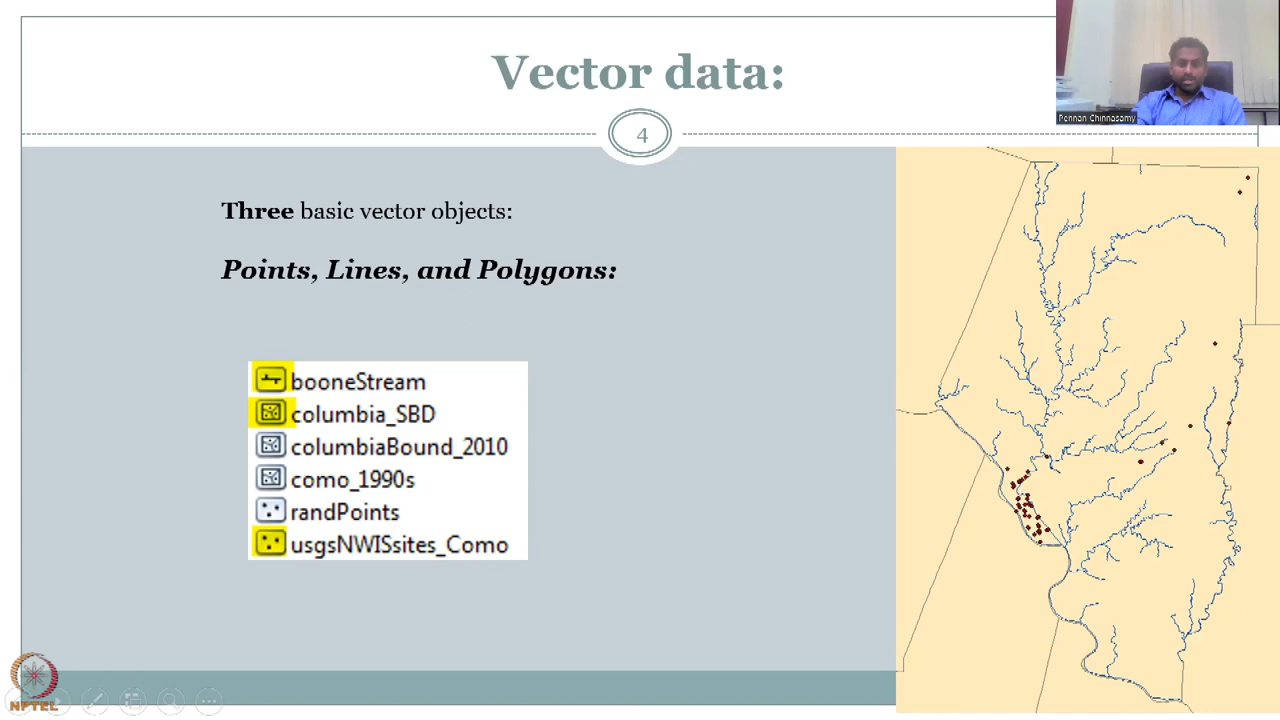 Vector data:
Pennan Chinnasamy
4
Three basic vector objects:
Points, Lines, and Polygons:
booneStream
columbia_SBD
columbiaBound_2010
como_1990s
randPoints
usgsNWISsites_Como
NPTEL